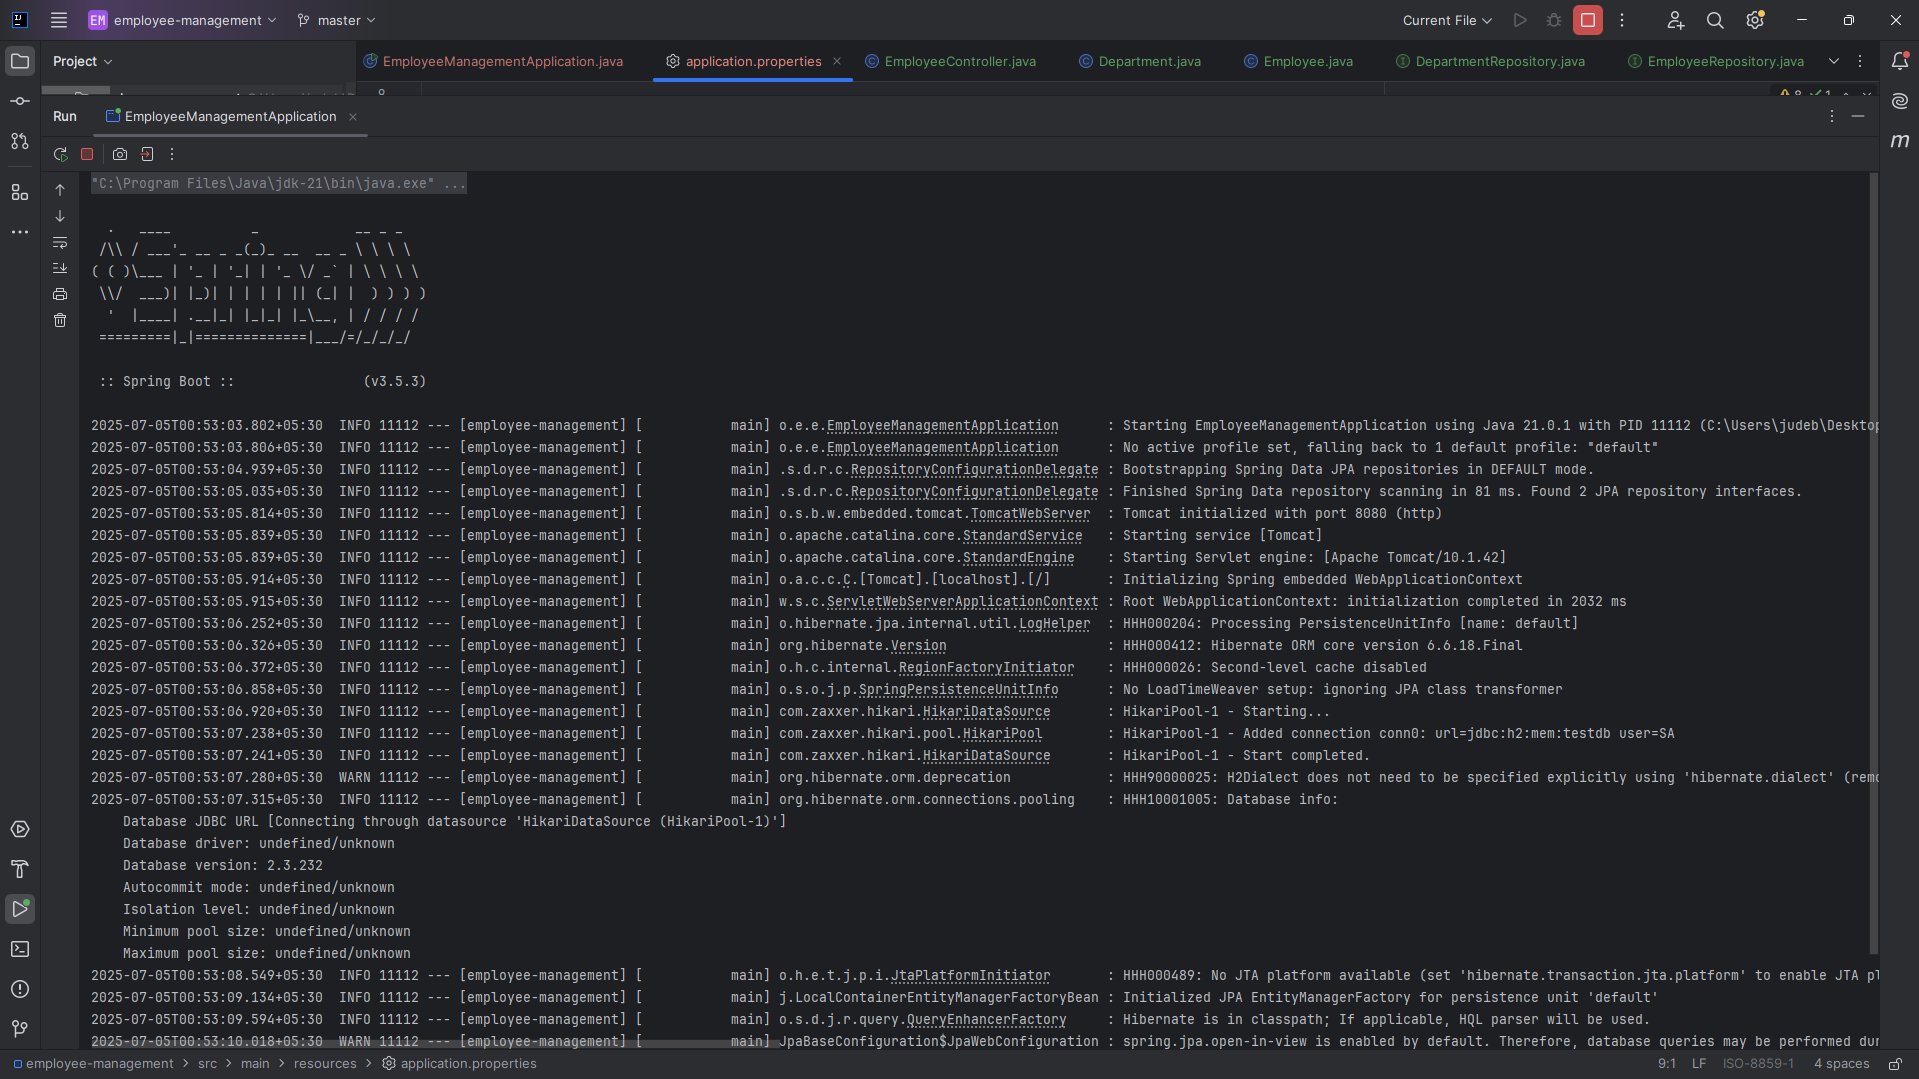 EM employee-management master Current File
Project
EmployeeManagementApplication.java application.properties EmployeeController.java Department.java Employee.java DepartmentRepository.java EmployeeRepository.java
Run EmployeeManagementApplication
"C:\Program Files\Java\jdk-21\bin\java.exe" ...
  .   ____          _            __ _ _
 /\\ / ___'_ __ _ _(_)_ __  __ _ \ \ \ \
( ( )\___ | '_ | '_| | '_ \/ _` | \ \ \ \
 \\/  ___)| |_)| | | | | || (_| |  ) ) ) )
  '  |____| .__|_| |_|_| |_\__, | / / / /
 =========|_|==============|___/=/_/_/_/
 :: Spring Boot ::                (v3.5.3)
2025-07-05T00:53:03.802+05:30  INFO 11112 --- [employee-management] [           main] o.e.e.EmployeeManagementApplication      : Starting EmployeeManagementApplication using Java 21.0.1 with PID 11112 (C:\Users\judeb\Desktop
2025-07-05T00:53:03.806+05:30  INFO 11112 --- [employee-management] [           main] o.e.e.EmployeeManagementApplication      : No active profile set, falling back to 1 default profile: "default"
2025-07-05T00:53:04.939+05:30  INFO 11112 --- [employee-management] [           main] .s.d.r.c.RepositoryConfigurationDelegate : Bootstrapping Spring Data JPA repositories in DEFAULT mode.
2025-07-05T00:53:05.035+05:30  INFO 11112 --- [employee-management] [           main] .s.d.r.c.RepositoryConfigurationDelegate : Finished Spring Data repository scanning in 81 ms. Found 2 JPA repository interfaces.
2025-07-05T00:53:05.814+05:30  INFO 11112 --- [employee-management] [           main] o.s.b.w.embedded.tomcat.TomcatWebServer  : Tomcat initialized with port 8080 (http)
2025-07-05T00:53:05.839+05:30  INFO 11112 --- [employee-management] [           main] o.apache.catalina.core.StandardService   : Starting service [Tomcat]
2025-07-05T00:53:05.839+05:30  INFO 11112 --- [employee-management] [           main] o.apache.catalina.core.StandardEngine    : Starting Servlet engine: [Apache Tomcat/10.1.42]
2025-07-05T00:53:05.914+05:30  INFO 11112 --- [employee-management] [           main] o.a.c.c.C.[Tomcat].[localhost].[/]       : Initializing Spring embedded WebApplicationContext
2025-07-05T00:53:05.915+05:30  INFO 11112 --- [employee-management] [           main] w.s.c.ServletWebServerApplicationContext : Root WebApplicationContext: initialization completed in 2032 ms
2025-07-05T00:53:06.252+05:30  INFO 11112 --- [employee-management] [           main] o.hibernate.jpa.internal.util.LogHelper  : HHH000204: Processing PersistenceUnitInfo [name: default]
2025-07-05T00:53:06.326+05:30  INFO 11112 --- [employee-management] [           main] org.hibernate.Version                    : HHH000412: Hibernate ORM core version 6.6.18.Final
2025-07-05T00:53:06.372+05:30  INFO 11112 --- [employee-management] [           main] o.h.c.internal.RegionFactoryInitiator    : HHH000026: Second-level cache disabled
2025-07-05T00:53:06.858+05:30  INFO 11112 --- [employee-management] [           main] o.s.o.j.p.SpringPersistenceUnitInfo      : No LoadTimeWeaver setup: ignoring JPA class transformer
2025-07-05T00:53:06.920+05:30  INFO 11112 --- [employee-management] [           main] com.zaxxer.hikari.HikariDataSource       : HikariPool-1 - Starting...
2025-07-05T00:53:07.238+05:30  INFO 11112 --- [employee-management] [           main] com.zaxxer.hikari.pool.HikariPool        : HikariPool-1 - Added connection conn0: url=jdbc:h2:mem:testdb user=SA
2025-07-05T00:53:07.241+05:30  INFO 11112 --- [employee-management] [           main] com.zaxxer.hikari.HikariDataSource       : HikariPool-1 - Start completed.
2025-07-05T00:53:07.280+05:30  WARN 11112 --- [employee-management] [           main] org.hibernate.orm.deprecation            : HHH90000025: H2Dialect does not need to be specified explicitly using 'hibernate.dialect' (remo
2025-07-05T00:53:07.315+05:30  INFO 11112 --- [employee-management] [           main] org.hibernate.orm.connections.pooling    : HHH10001005: Database info:
    Database JDBC URL [Connecting through datasource 'HikariDataSource (HikariPool-1)']
    Database driver: undefined/unknown
    Database version: 2.3.232
    Autocommit mode: undefined/unknown
    Isolation level: undefined/unknown
    Minimum pool size: undefined/unknown
    Maximum pool size: undefined/unknown
2025-07-05T00:53:08.549+05:30  INFO 11112 --- [employee-management] [           main] o.h.e.t.j.p.i.JtaPlatformInitiator       : HHH000489: No JTA platform available (set 'hibernate.transaction.jta.platform' to enable JTA pl
2025-07-05T00:53:09.134+05:30  INFO 11112 --- [employee-management] [           main] j.LocalContainerEntityManagerFactoryBean : Initialized JPA EntityManagerFactory for persistence unit 'default'
2025-07-05T00:53:09.594+05:30  INFO 11112 --- [employee-management] [           main] o.s.d.j.r.query.QueryEnhancerFactory     : Hibernate is in classpath; If applicable, HQL parser will be used.
2025-07-05T00:53:10.018+05:30  WARN 11112 --- [employee-management] [           main] JpaBaseConfiguration$JpaWebConfiguration : spring.jpa.open-in-view is enabled by default. Therefore, database queries may be performed dur
employee-management > src > main > resources > application.properties 9:1 LF ISO-8859-1 4 spaces